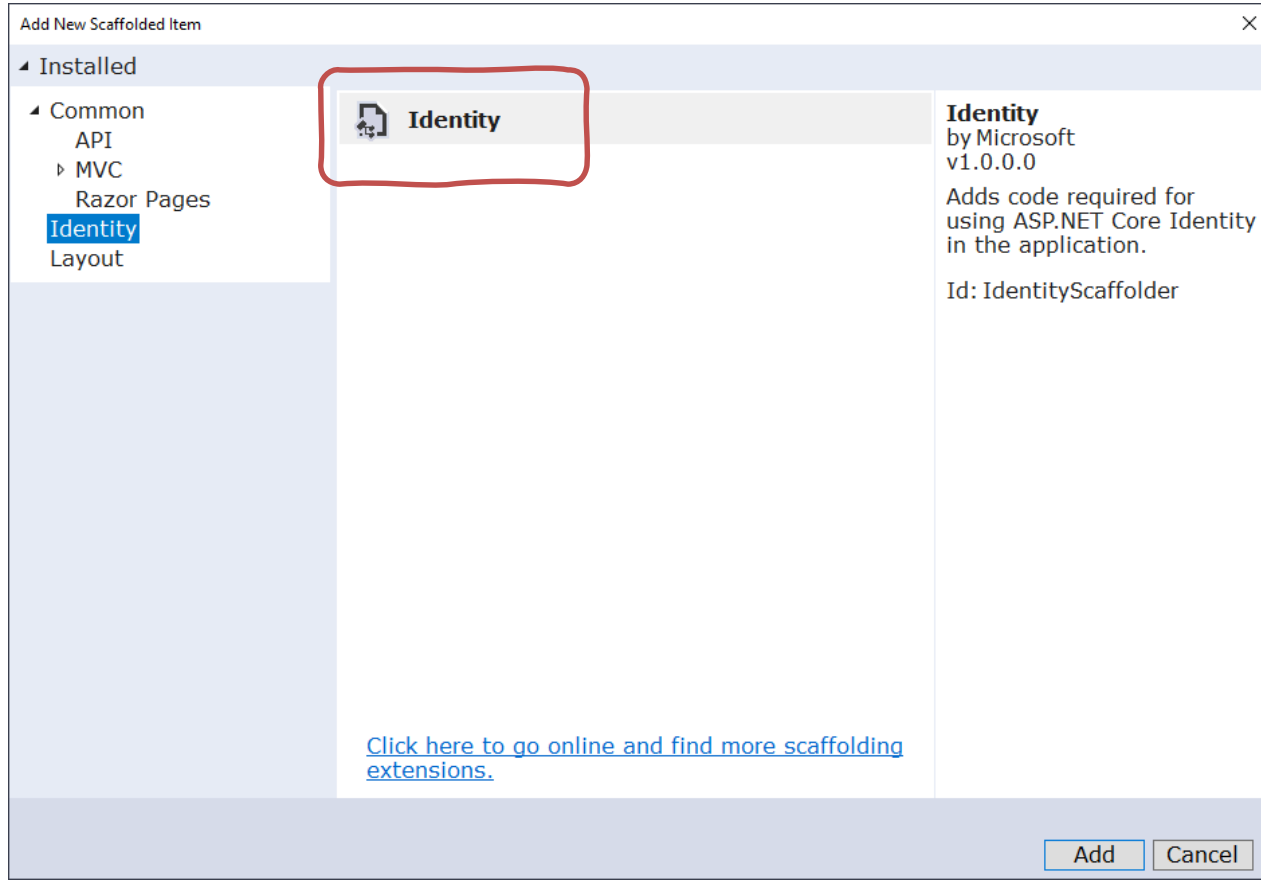 Add New Scaffolded Item
Installed
Common
API
MVC
Razor Pages
Identity
Layout
Identity
Click here to go online and find more scaffolding
extensions.
Identity
by Microsoft
v1.0.0.0
Adds code required for
using ASP.NET Core Identity
in the application.
Id: IdentityScaffolder
Add
Cancel